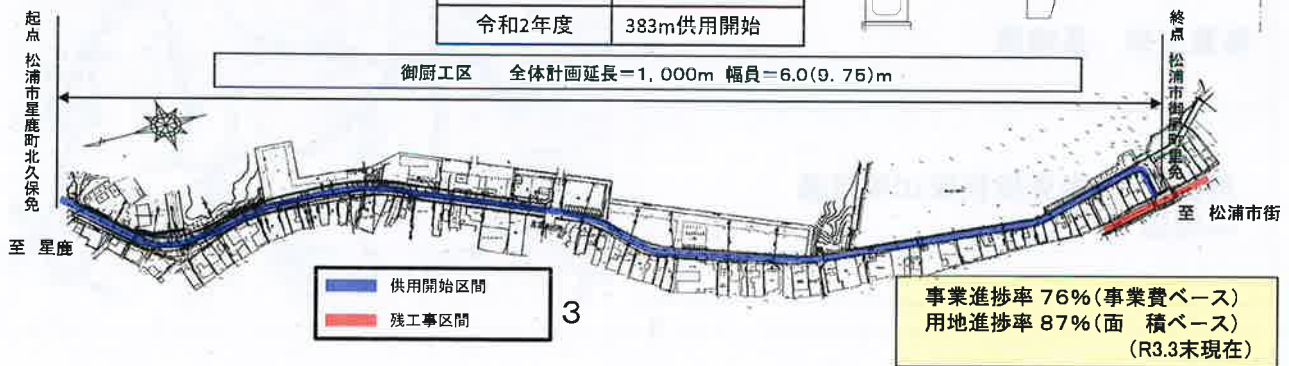 令和2年度 383m供用開始
起点 松浦市星鹿町北久保免
終点 松浦市御厨町里免
御厨工区 全体計画延長=1,000m 幅員=6.0(9.75)m
至 星鹿
至 松浦市街
供用開始区間
残工事区間
3
事業進捗率 76%(事業費ベース)
用地進捗率 87%(面 積ベース)
(R3.3末現在)